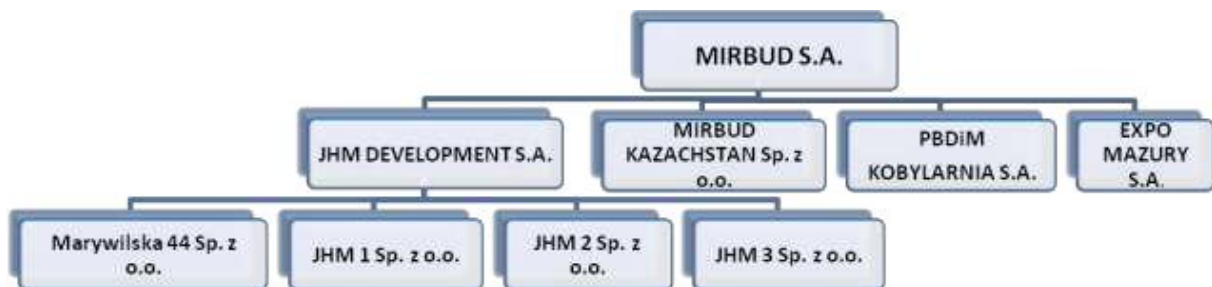 MIRBUD S.A.
JHM DEVELOPMENT S.A.
MIRBUD
KAZACHSTAN Sp. z
o.o.
PBDiM
KOBYLARNIA S.A.
EXPO
MAZURY
S.A.
Marywilska 44 Sp. z
o.o.
JHM 1 Sp. z o.o.
JHM 2 Sp. z
o.o.
JHM 3 Sp. z o.o.